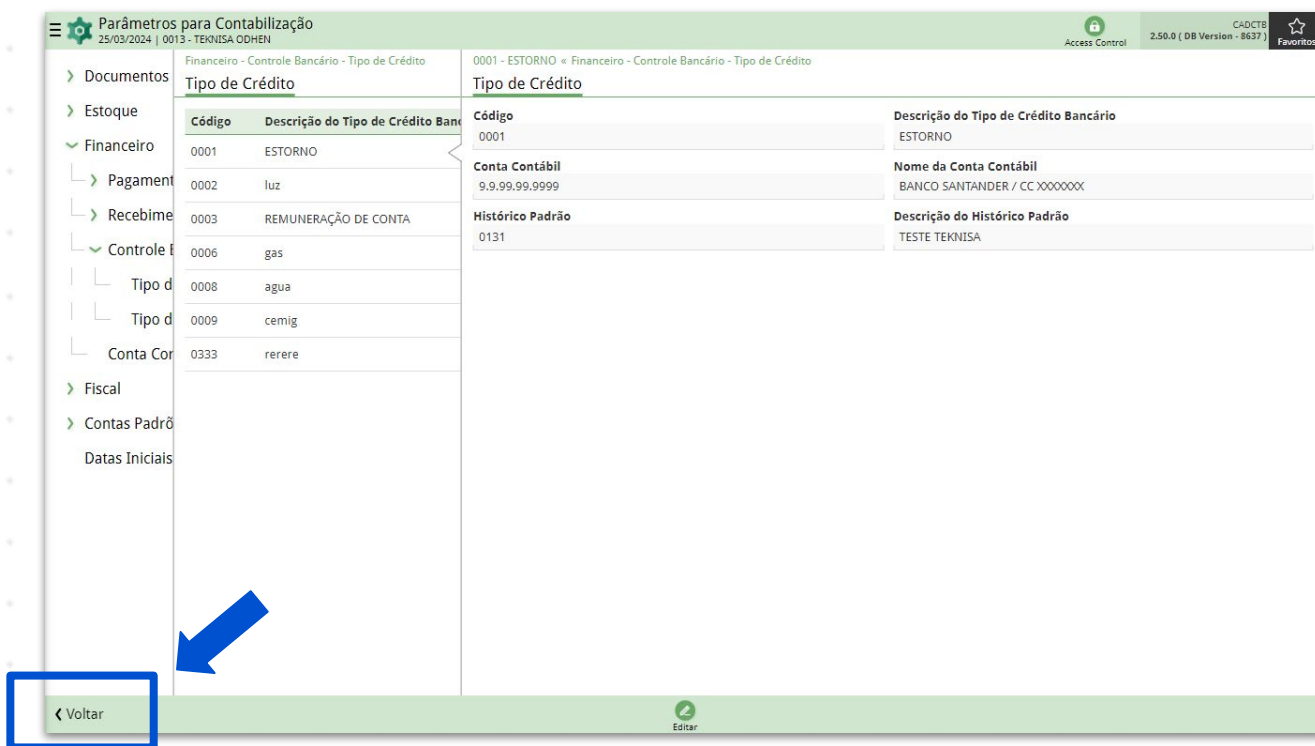 Parâmetros para Contabilização
25/03/2024 | 0013 - TEKNISA ODHEN
Access Control
CADCTB
2.50.0 ( DB Version - 8637 )
Favoritos
Documentos
Estoque
Financeiro
Pagament
Recebime
Controle B
Tipo d
Tipo d
Conta Cor
Fiscal
Contas Padrõ
Datas Iniciais
Financeiro - Controle Bancário - Tipo de Crédito
Tipo de Crédito
Código Descrição do Tipo de Crédito Banc
0001 ESTORNO
0002 luz
0003 REMUNERAÇÃO DE CONTA
0006 gas
0008 agua
0009 cemig
0333 rerere
0001 - ESTORNO « Financeiro - Controle Bancário - Tipo de Crédito
Tipo de Crédito
Código Descrição do Tipo de Crédito Bancário
0001 ESTORNO
Conta Contábil Nome da Conta Contábil
9.9.99.99.9999 BANCO SANTANDER / CC XXXXXXX
Histórico Padrão Descrição do Histórico Padrão
0131 TESTE TEKNISA
Voltar
Editar